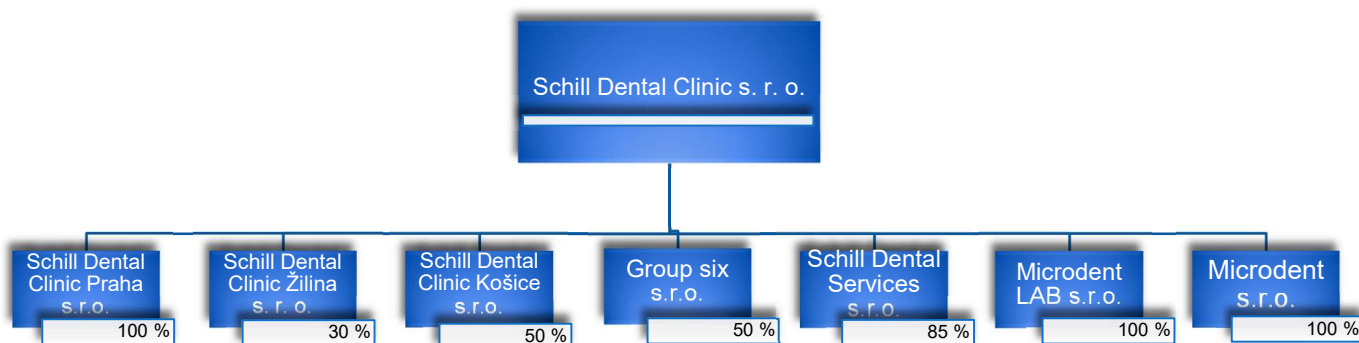 Schill Dental Clinic s. r. o.
Schill Dental
Clinic Praha
s.r.o.
100 %
Schill Dental
Clinic Žilina
s. r. o.
30 %
Schill Dental
Clinic Košice
s.r.o.
50 %
Group six
s.r.o.
50 %
Schill Dental
Services
s.r.o.
85 %
Microdent
LAB s.r.o.
100 %
Microdent
s.r.o.
100 %